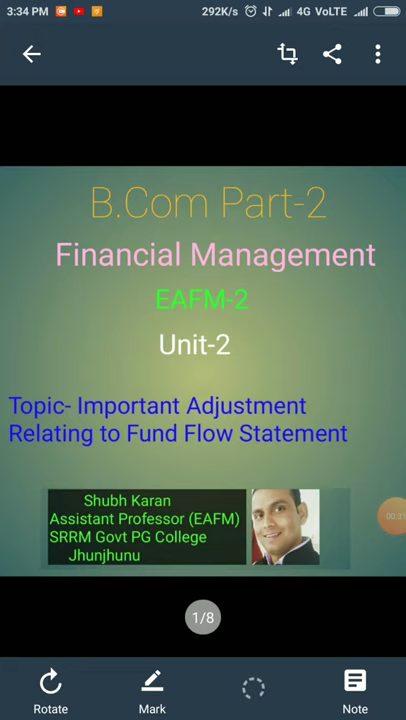 3:34 PM
292K/s 4G VoLTE
B.Com Part-2
Financial Management
EAFM-2
Unit-2
Topic- Important Adjustment
Relating to Fund Flow Statement
Shubh Karan
Assistant Professor (EAFM)
SRRM Govt PG College
Jhunjhunu
00:31
1/8
Rotate Mark Note